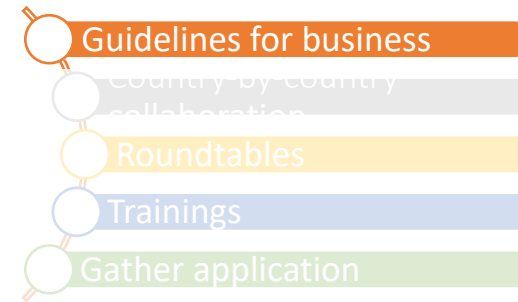 Guidelines for business
Country-by-country
collaboration
Roundtables
Trainings
Gather application